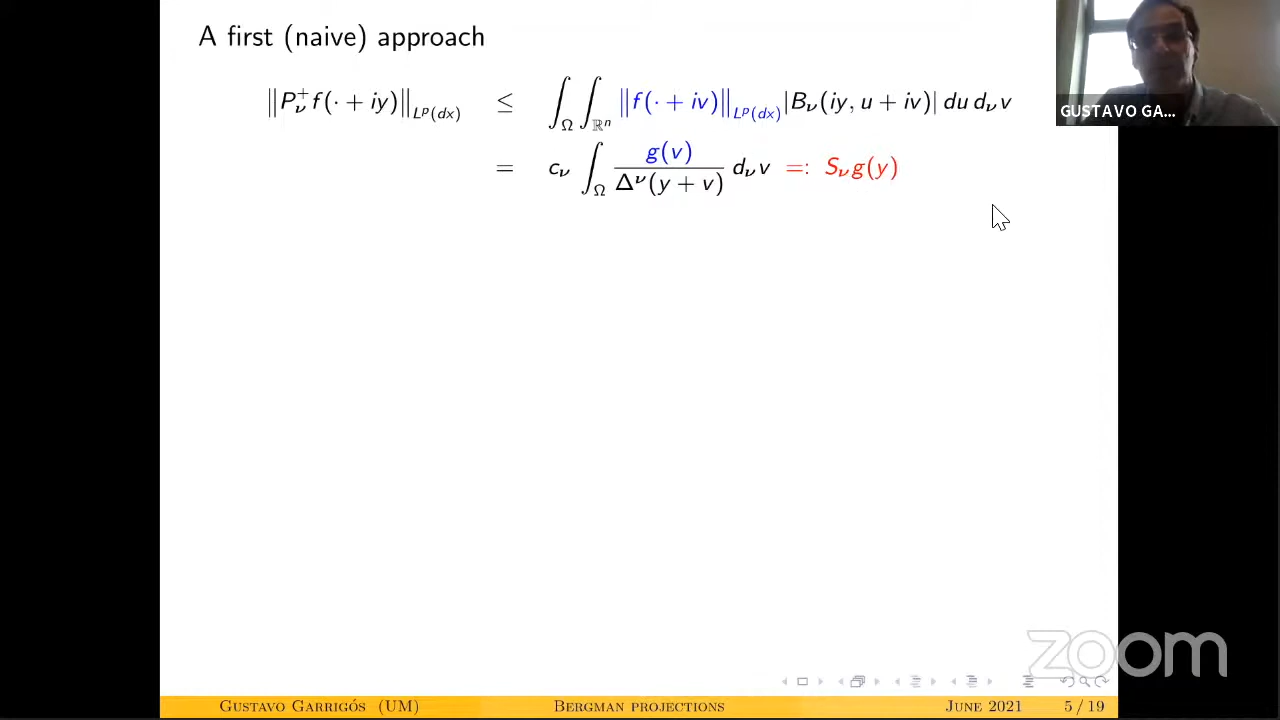 A first (naive) approach
‖P_ν^+ f(· + iy)‖_{L^p(dx)} ≤ ∫_Ω ∫_{ℝ^n} ‖f(· + iv)‖_{L^p(dx)} |B_ν(iy, u + iv)| du d_ν v
= c_ν ∫_Ω g(v) / Δ^ν(y + v) d_ν v =: S_ν g(y)
GUSTAVO GA...
zoom
GUSTAVO GARRIGÓS (UM) BERGMAN PROJECTIONS JUNE 2021 5 / 19